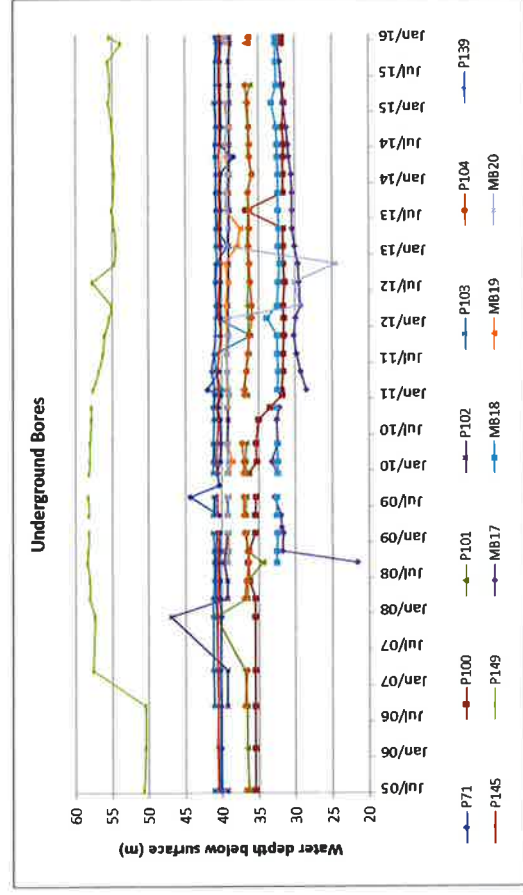 Underground Bores
Water depth below surface (m)
60
55
50
45
40
35
30
25
20
Jul/05
Jan/06
Jul/06
Jan/07
Jul/07
Jan/08
Jul/08
Jan/09
Jul/09
Jan/10
Jul/10
Jan/11
Jul/11
Jan/12
Jul/12
Jan/13
Jul/13
Jan/14
Jul/14
Jan/15
Jul/15
Jan/16
P71 P100 P101 P102 P103 P104 P139
P145 P149 MB17 MB18 MB19 MB20